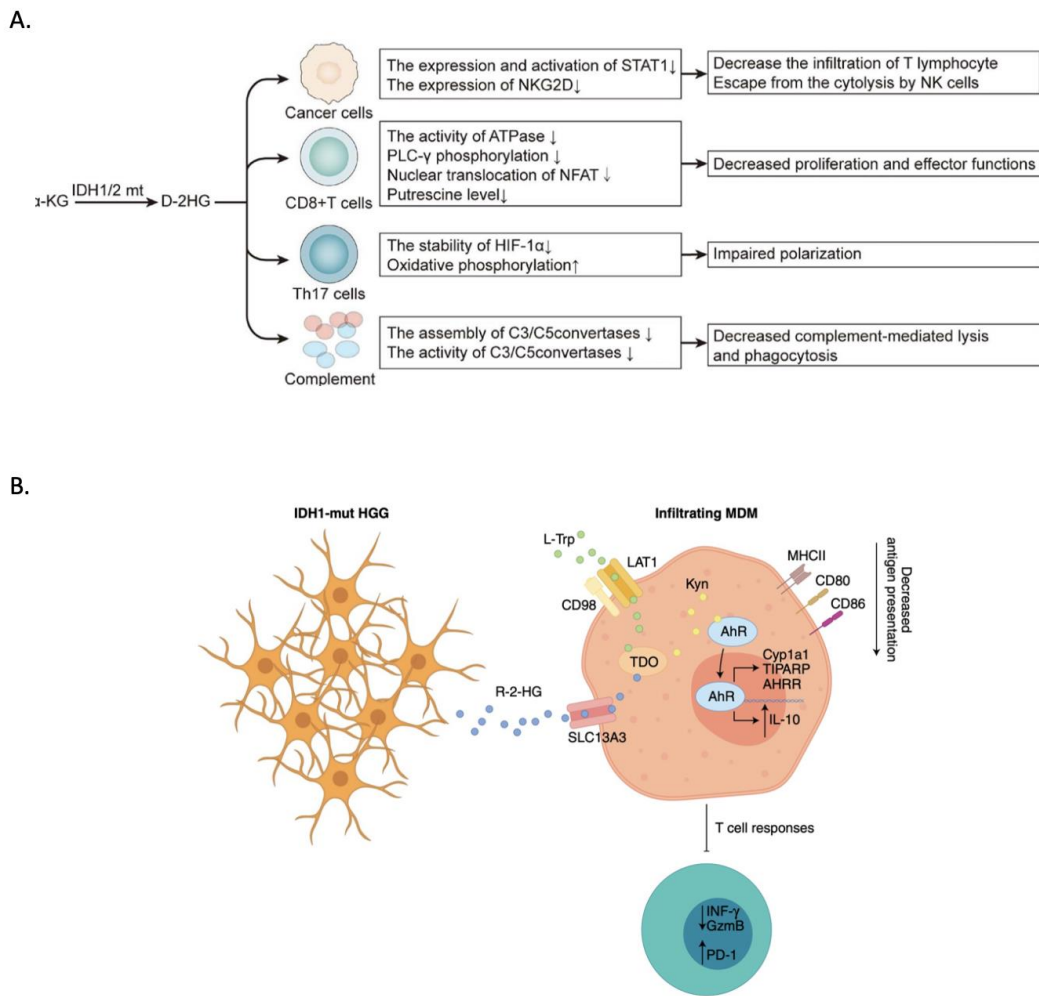 A.
Cancer cells
The expression and activation of STAT1↓
The expression of NKG2D↓
Decrease the infiltration of T lymphocyte
Escape from the cytolysis by NK cells
The activity of ATPase ↓
PLC-γ phosphorylation ↓
Nuclear translocation of NFAT ↓
Putrescine level↓
Decreased proliferation and effector functions
α-KG
IDH1/2 mt
D-2HG
CD8+T cells
The stability of HIF-1α↓
Oxidative phosphorylation↑
Impaired polarization
Th17 cells
The assembly of C3/C5convertases ↓
The activity of C3/C5convertases ↓
Decreased complement-mediated lysis
and phagocytosis
Complement
B.
IDH1-mut HGG
Infiltrating MDM
L-Trp
LAT1
CD98
Kyn
MHCII
CD80
CD86
Decreased
antigen presentation
AhR
TDO
Cyp1a1
TIPARP
AHRR
AhR
IL-10
R-2-HG
SLC13A3
T cell responses
INF-γ
GzmB
PD-1